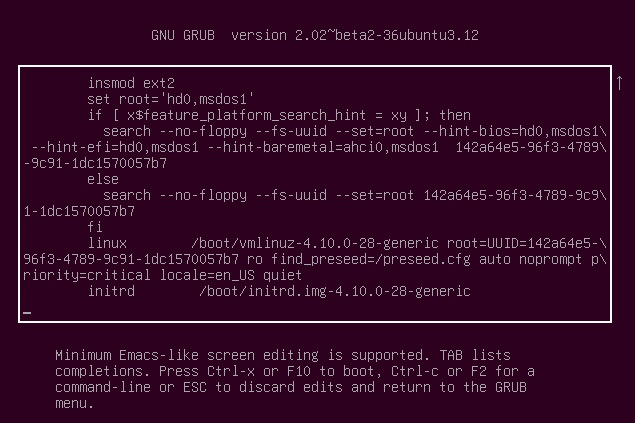 GNU GRUB  version 2.02~beta2-36ubuntu3.12
insmod ext2
set root='hd0,msdos1'
if [ x$feature_platform_search_hint = xy ]; then
search --no-floppy --fs-uuid --set=root --hint-bios=hd0,msdos1\
--hint-efi=hd0,msdos1 --hint-baremetal=ahci0,msdos1  142a64e5-96f3-4789\
-9c91-1dc1570057b7
else
search --no-floppy --fs-uuid --set=root 142a64e5-96f3-4789-9c9\
1-1dc1570057b7
fi
linux        /boot/vmlinuz-4.10.0-28-generic root=UUID=142a64e5-\
96f3-4789-9c91-1dc1570057b7 ro find_preseed=/preseed.cfg auto noprompt p\
riority=critical locale=en_US quiet
initrd        /boot/initrd.img-4.10.0-28-generic
Minimum Emacs-like screen editing is supported. TAB lists
completions. Press Ctrl-x or F10 to boot, Ctrl-c or F2 for a
command-line or ESC to discard edits and return to the GRUB
menu.